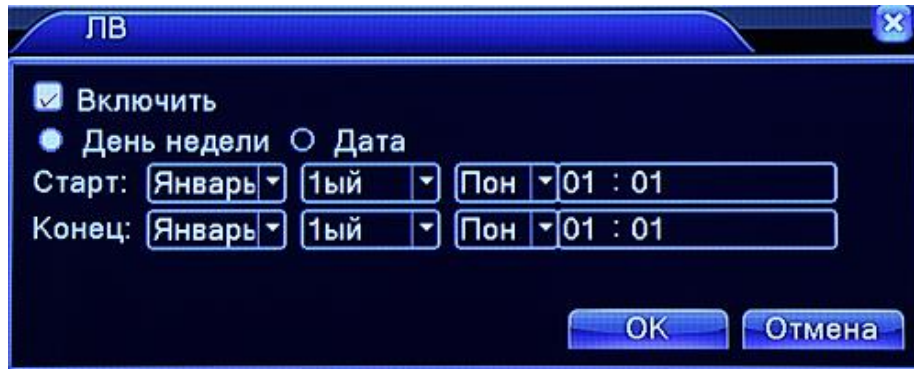 ЛВ
Включить
День недели Дата
Старт: Январь 1ый Пон 01 : 01
Конец: Январь 1ый Пон 01 : 01
OK Отмена